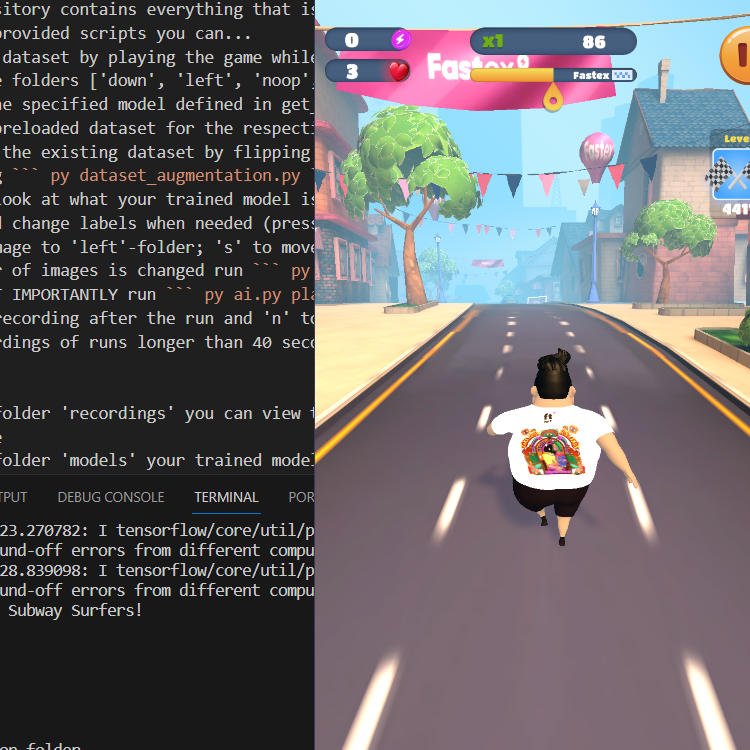 sitory contains everything that is
provided scripts you can...
dataset by playing the game while
e folders ['down', 'left', 'noop',
he specified model defined in get_
preloaded dataset for the respecti
the existing dataset by flipping
g ``` py dataset_augmentation.py
look at what your trained model is
d change labels when needed (press
mage to 'left'-folder; 's' to move
r of images is changed run ``` py
T IMPORTANTLY run ``` py ai.py pla
recording after the run and 'n' to
rdings of runs longer than 40 seco
folder 'recordings' you can view t
e
folder 'models' your trained model
TPUT DEBUG CONSOLE TERMINAL POR
23.270782: I tensorflow/core/util/p
und-off errors from different compu
28.839098: I tensorflow/core/util/p
und-off errors from different compu
Subway Surfers!
0 x1 86
3 Fastex Fastex
Fastex
Leve
441